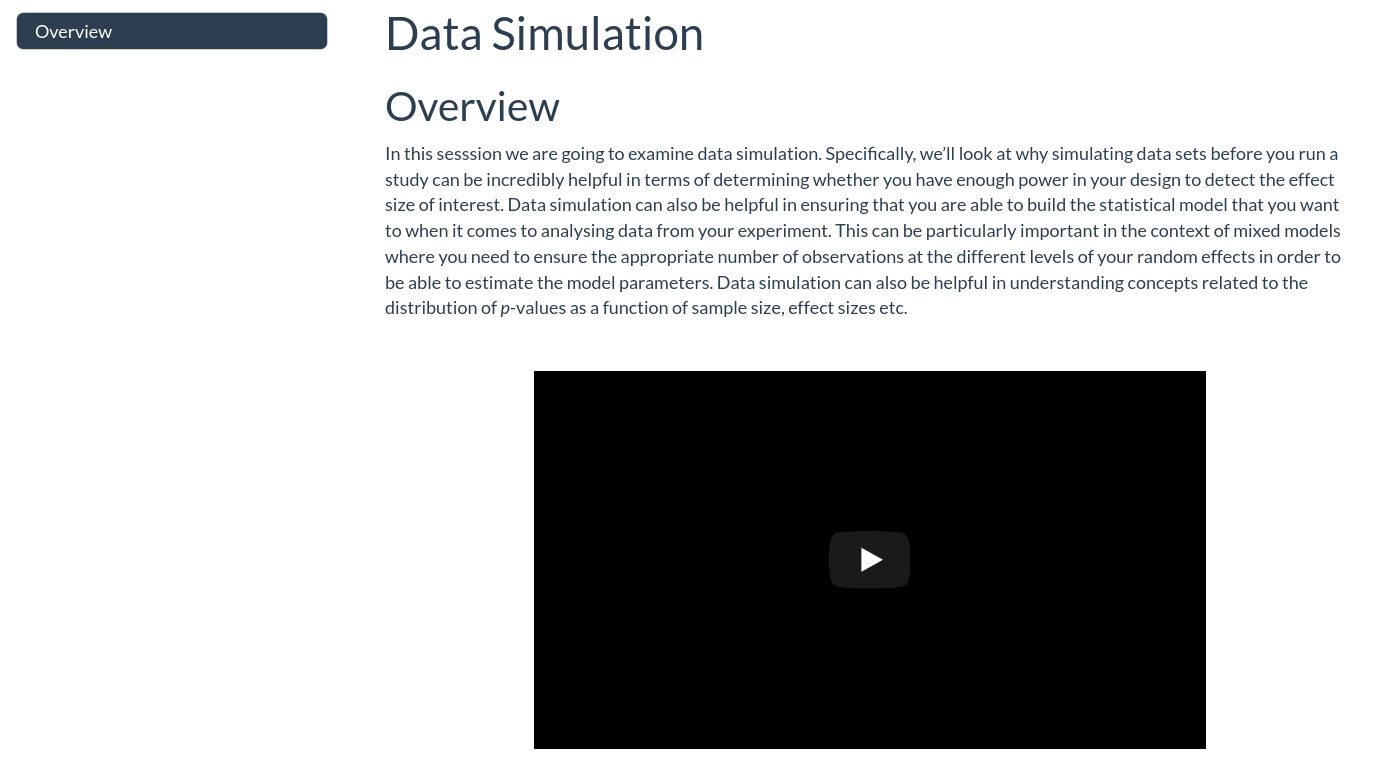 Overview
Data Simulation
Overview
In this sesssion we are going to examine data simulation. Specifically, we’ll look at why simulating data sets before you run a
study can be incredibly helpful in terms of determining whether you have enough power in your design to detect the effect
size of interest. Data simulation can also be helpful in ensuring that you are able to build the statistical model that you want
to when it comes to analysing data from your experiment. This can be particularly important in the context of mixed models
where you need to ensure the appropriate number of observations at the different levels of your random effects in order to
be able to estimate the model parameters. Data simulation can also be helpful in understanding concepts related to the
distribution of p-values as a function of sample size, effect sizes etc.